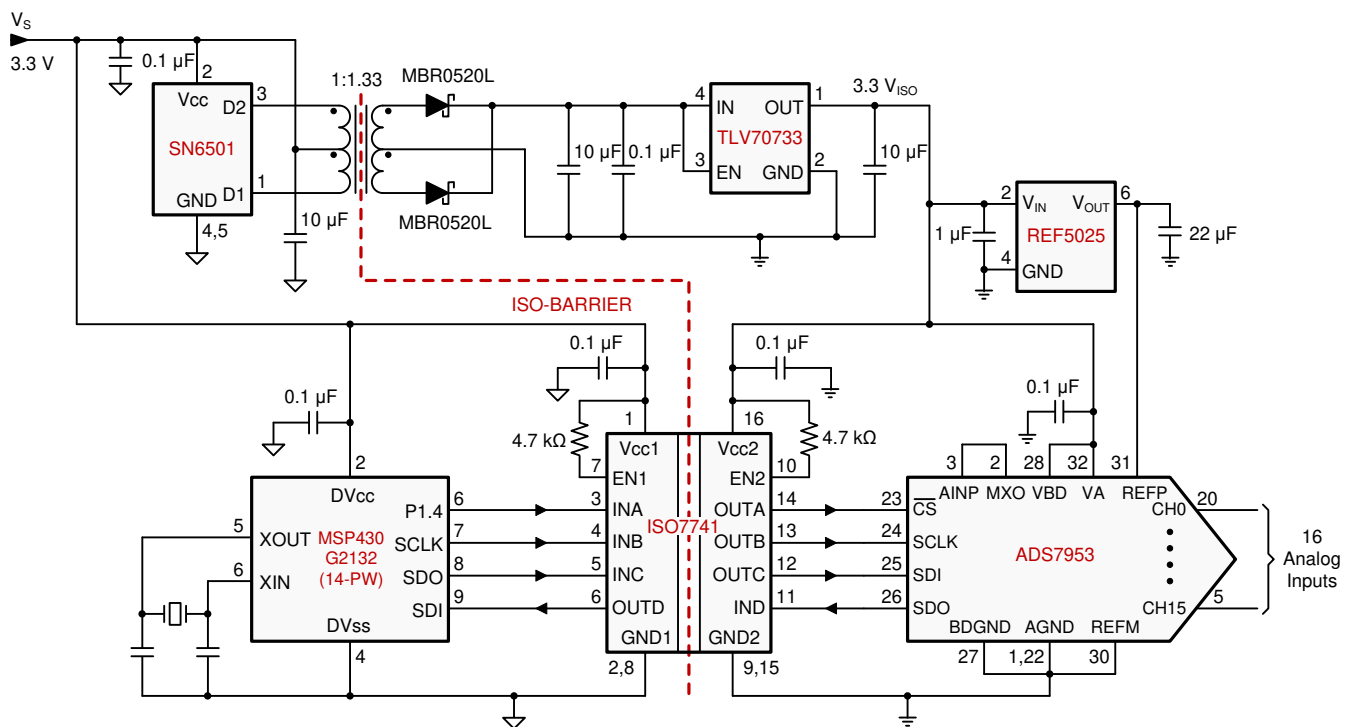 VS
3.3 V
0.1 µF
2
Vcc
D2
3
SN6501
GND
D1
1
4,5
10 µF
1:1.33
MBR0520L
MBR0520L
10 µF
0.1 µF
4
IN
OUT
1
TLV70733
3
EN
GND
2
3.3 VISO
10 µF
2
VIN
VOUT
6
REF5025
1 µF
4
GND
22 µF
ISO-BARRIER
0.1 µF
0.1 µF
0.1 µF
0.1 µF
4.7 kΩ
4.7 kΩ
1
Vcc1
16
Vcc2
7
EN1
EN2
10
3
INA
OUTA
14
4
INB
OUTB
13
5
INC
OUTC
12
6
OUTD
IND
11
ISO7741
GND1
GND2
2,8
9,15
2
DVcc
5
XOUT
6
XIN
MSP430
G2132
(14-PW)
P1.4
6
SCLK
7
SDO
8
SDI
9
DVss
4
3
2
28
32
31
AINP
MXO
VBD
VA
REFP
23
CS
24
SCLK
25
SDI
26
SDO
ADS7953
CH0
20
CH15
5
BDGND
AGND
REFM
27
1,22
30
16
Analog
Inputs